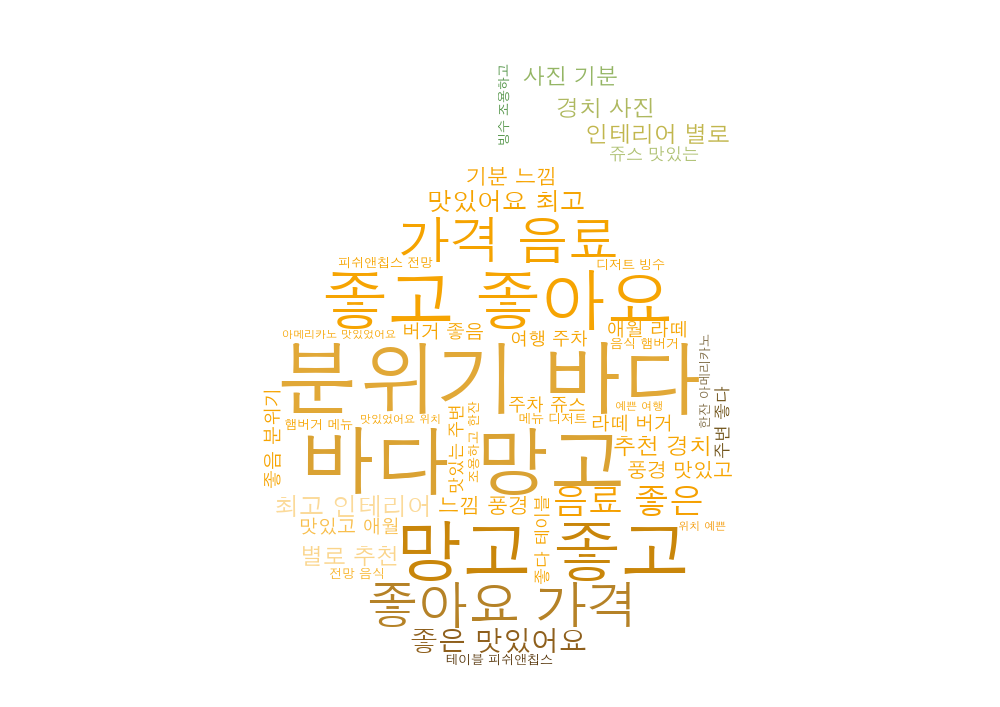 빙수 조용하고
사진 기분
경치 사진
인테리어 별로
쥬스 맛있는
기분 느낌
맛있어요 최고
가격 음료
피쉬앤칩스 전망
디저트 빙수
좋고 좋아요
아메리카노 맛있었어요
버거 좋음
여행 주차
애월 라떼
음식 햄버거
분위기 바다
한잔 아메리카노
주변 좋다
좋음 분위기
햄버거 메뉴
맛있었어요 위치
맛있는 주변
조용하고 한잔
주차 쥬스
예쁜 여행
메뉴 디저트
라떼 버거
바다 망고
추천 경치
풍경 맛있고
최고 인테리어
느낌 풍경
음료 좋은
맛있고 애월
위치 예쁜
좋다 테이블
별로 추천
전망 음식
망고 좋고
좋아요 가격
좋은 맛있어요
테이블 피쉬앤칩스